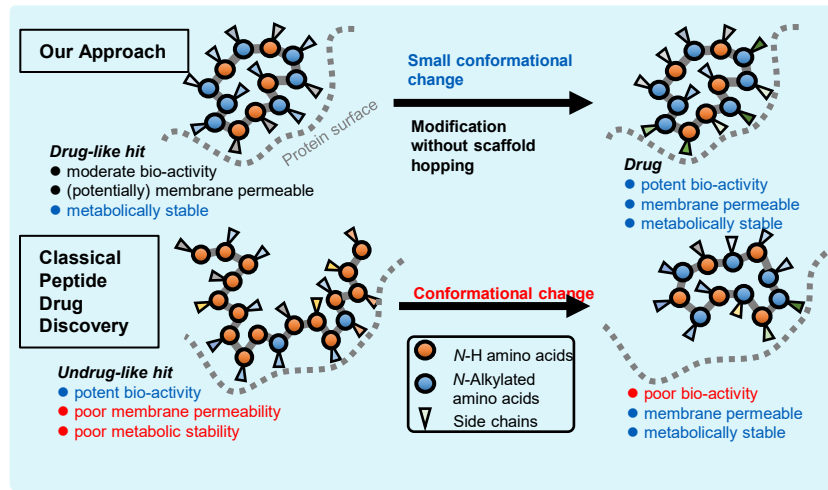 Our Approach
Small conformational
change
Modification
without scaffold
hopping
Protein surface
Drug-like hit
● moderate bio-activity
● (potentially) membrane permeable
● metabolically stable
Drug
● potent bio-activity
● membrane permeable
● metabolically stable
Classical
Peptide
Drug
Discovery
Conformational change
N-H amino acids
N-Alkylated
amino acids
Side chains
Undrug-like hit
● potent bio-activity
● poor membrane permeability
● poor metabolic stability
● poor bio-activity
● membrane permeable
● metabolically stable